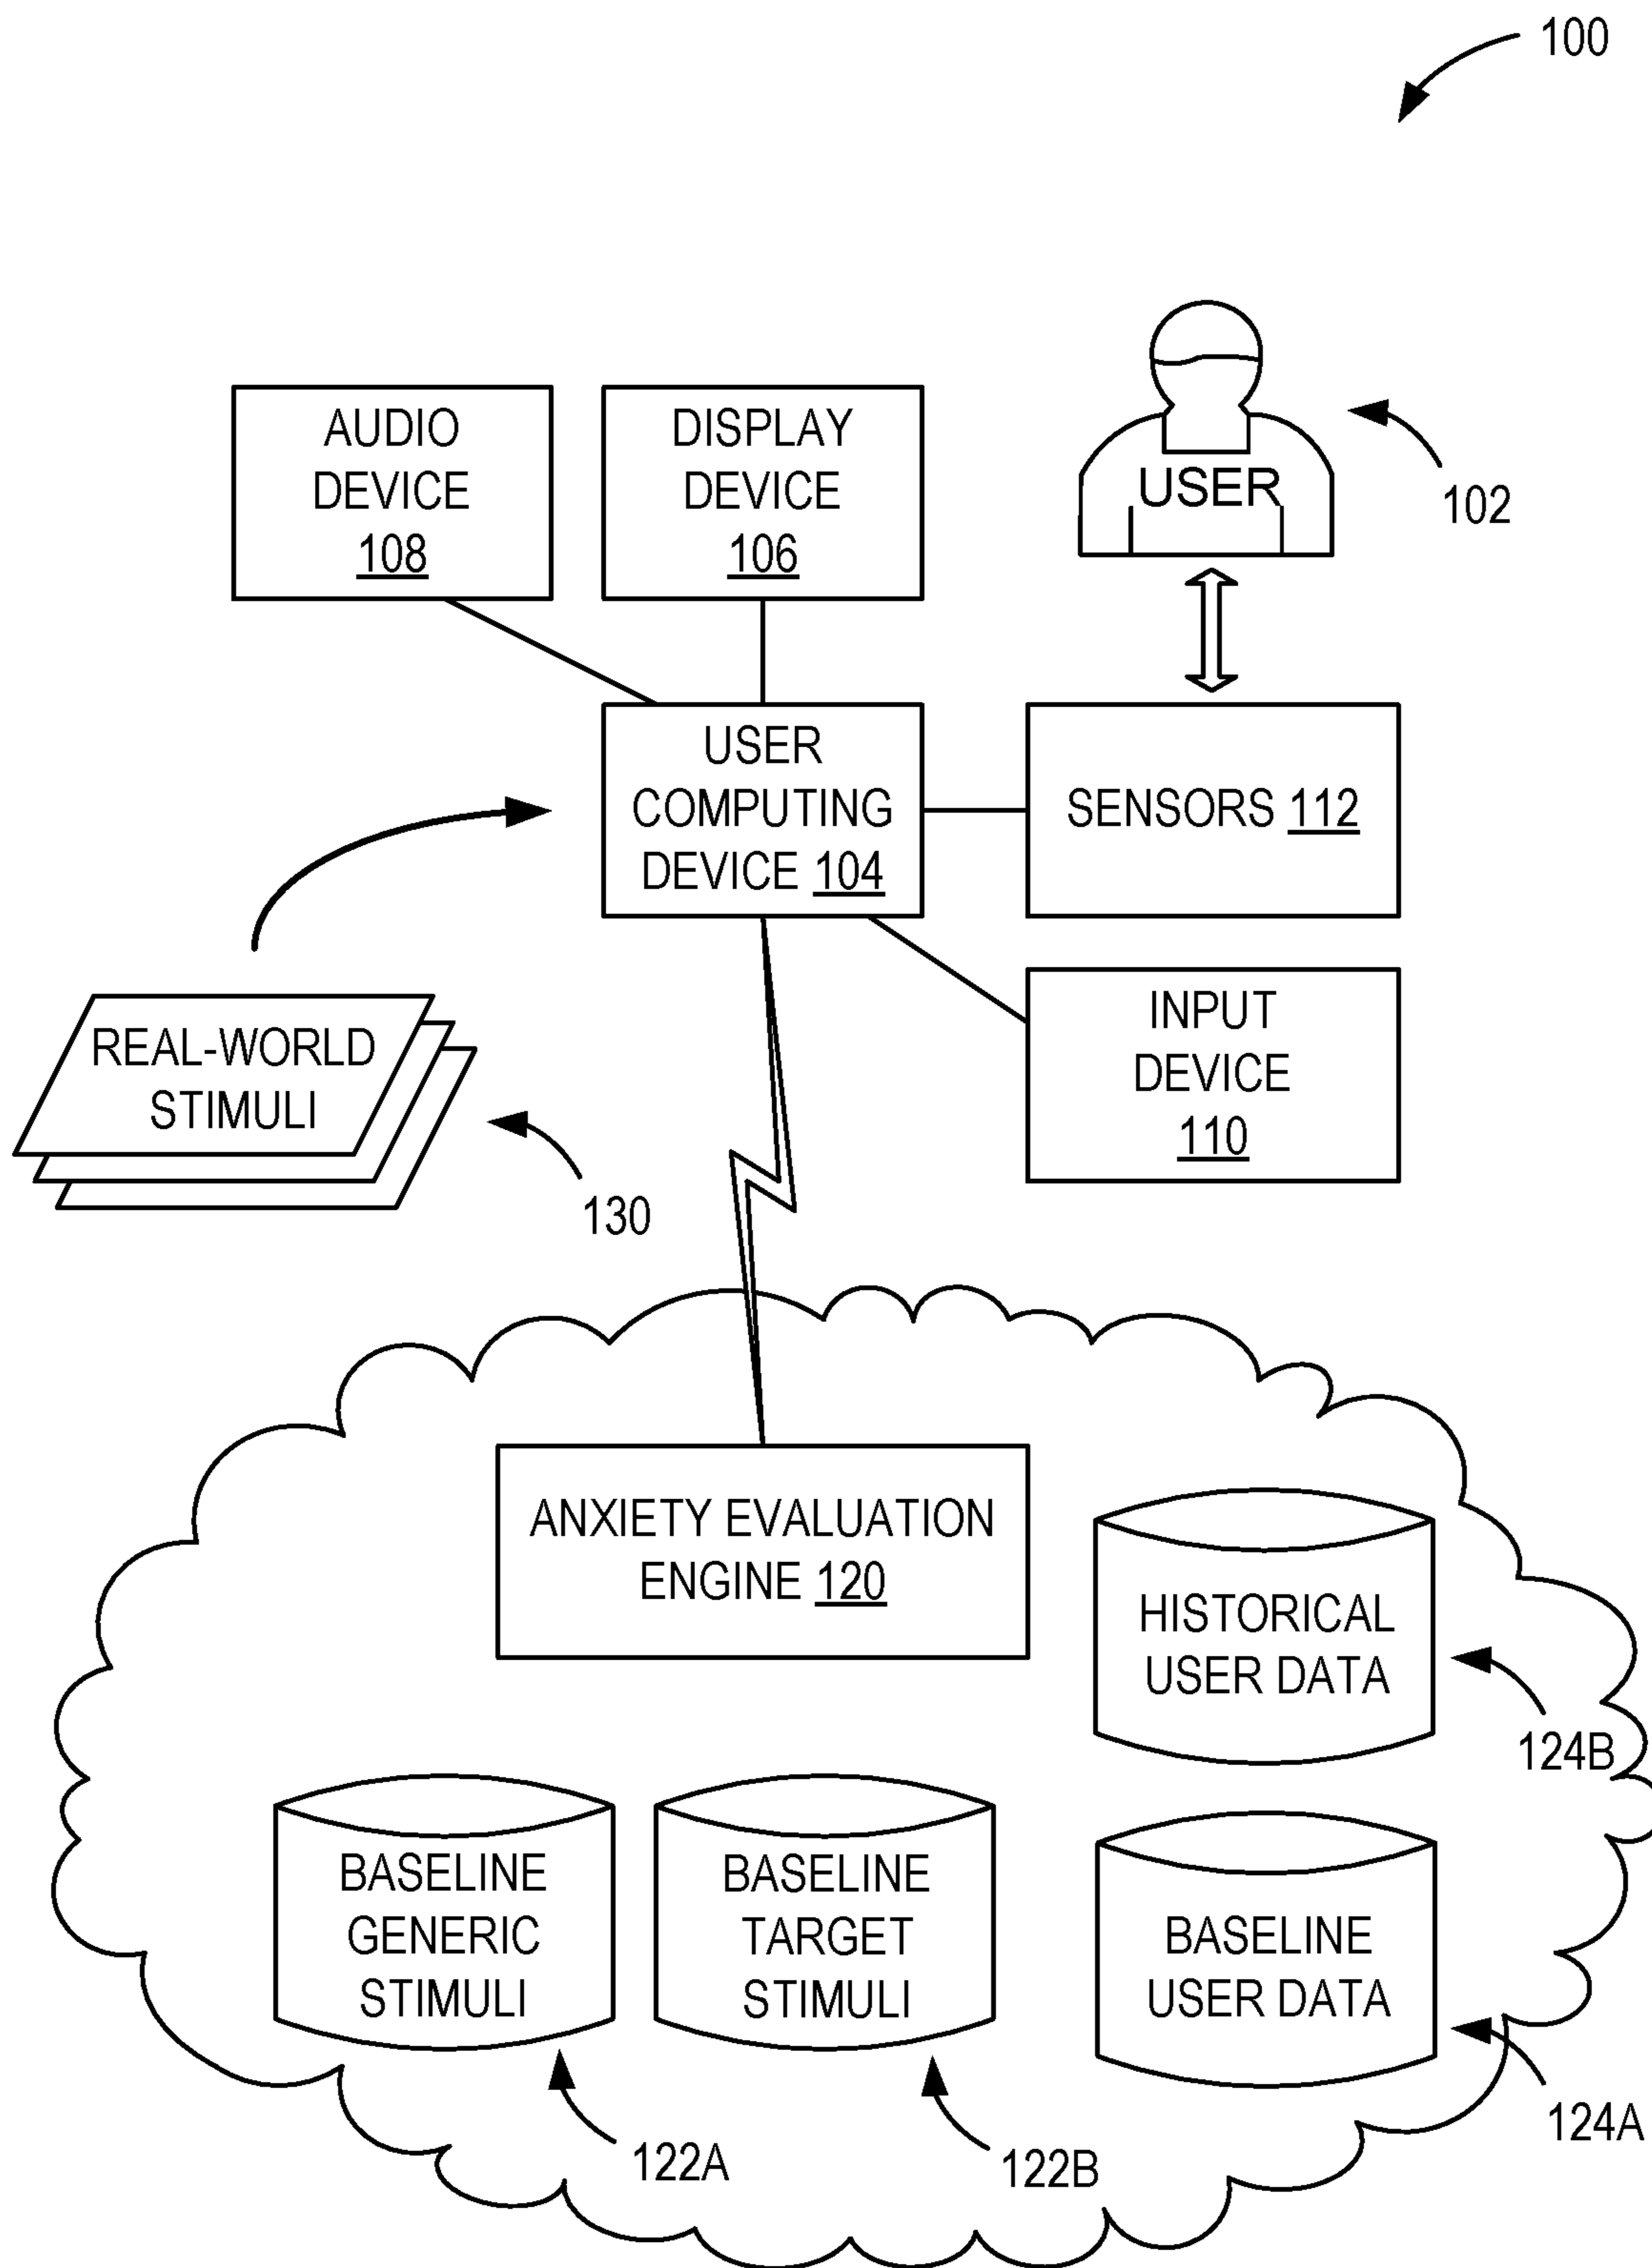 100
AUDIO
DEVICE
108
DISPLAY
DEVICE
106
USER
102
USER
COMPUTING
DEVICE 104
SENSORS 112
INPUT
DEVICE
110
REAL-WORLD
STIMULI
130
ANXIETY EVALUATION
ENGINE 120
HISTORICAL
USER DATA
124B
BASELINE
GENERIC
STIMULI
122A
BASELINE
TARGET
STIMULI
122B
BASELINE
USER DATA
124A